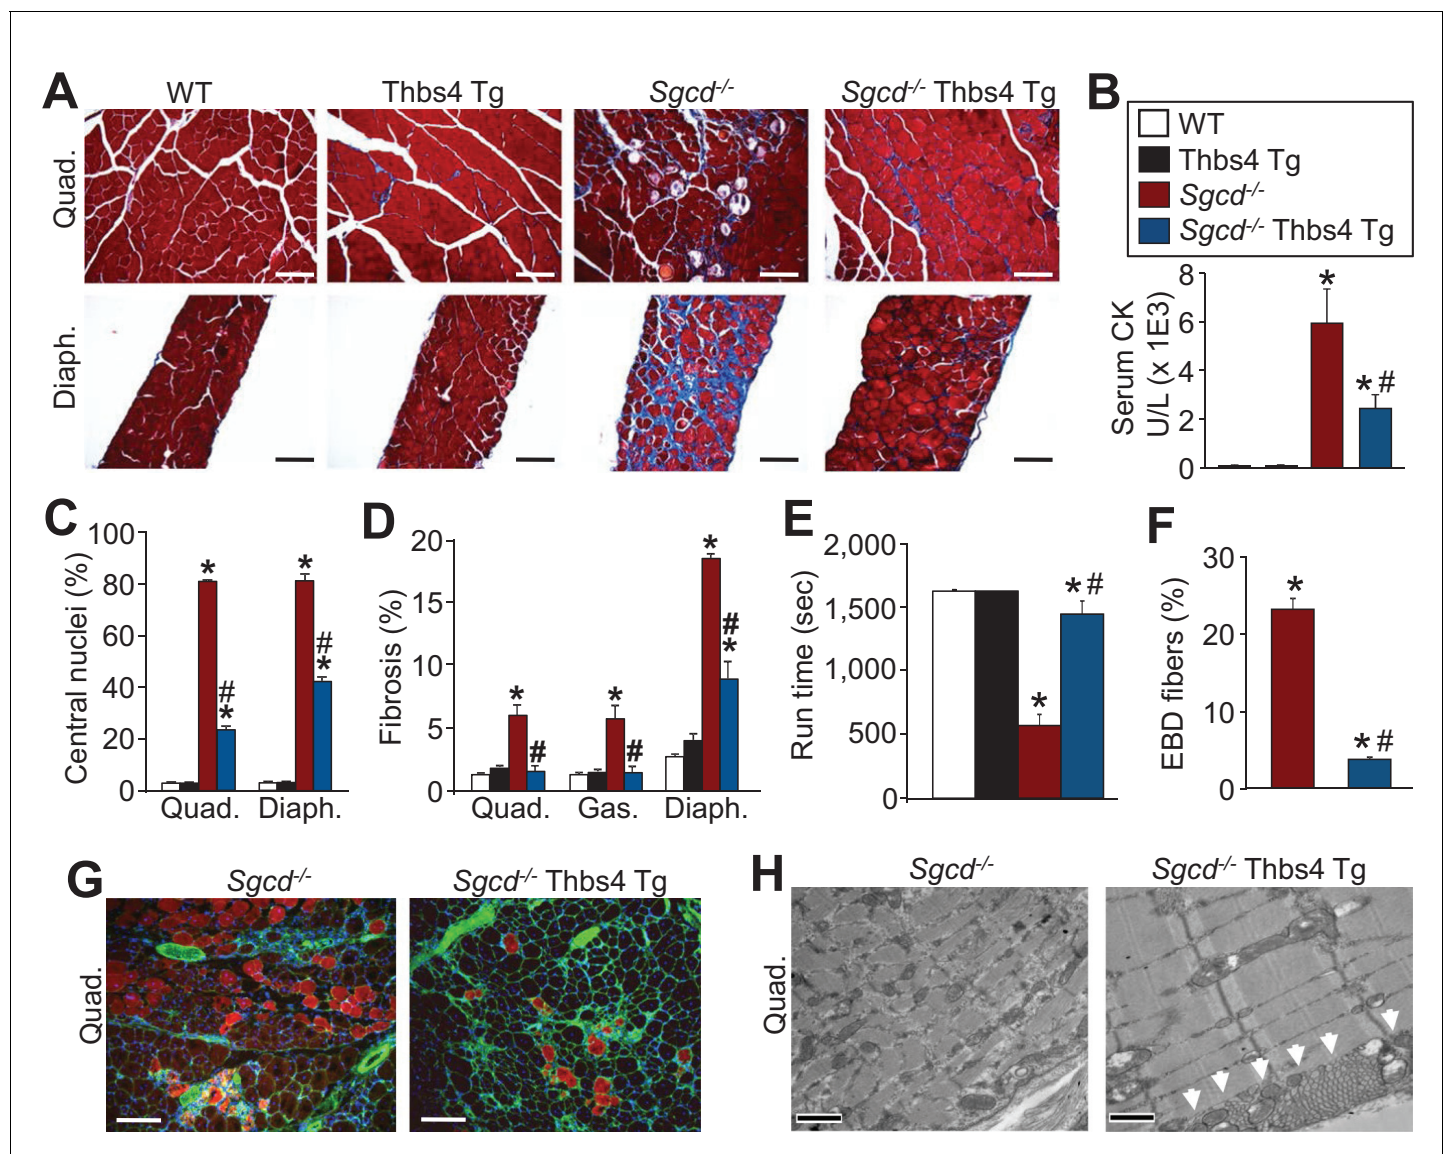 A
WT
Thbs4 Tg
Sgcd-/-
Sgcd-/- Thbs4 Tg
Quad.
Diaph.
B
WT
Thbs4 Tg
Sgcd-/-
Sgcd-/- Thbs4 Tg
Serum CK
U/L (x 1E3)
8
6
4
2
0
*
*#
C
Central nuclei (%)
100
80
60
40
20
0
*
#
*
*
#
*
Quad.
Diaph.
D
Fibrosis (%)
20
15
10
5
0
*
#
*
#
*
#
*
Quad.
Gas.
Diaph.
E
Run time (sec)
2,000
1,500
1,000
500
0
*
*#
F
EBD fibers (%)
30
20
10
0
*
*#
G
Sgcd-/-
Sgcd-/- Thbs4 Tg
Quad.
H
Sgcd-/-
Sgcd-/- Thbs4 Tg
Quad.